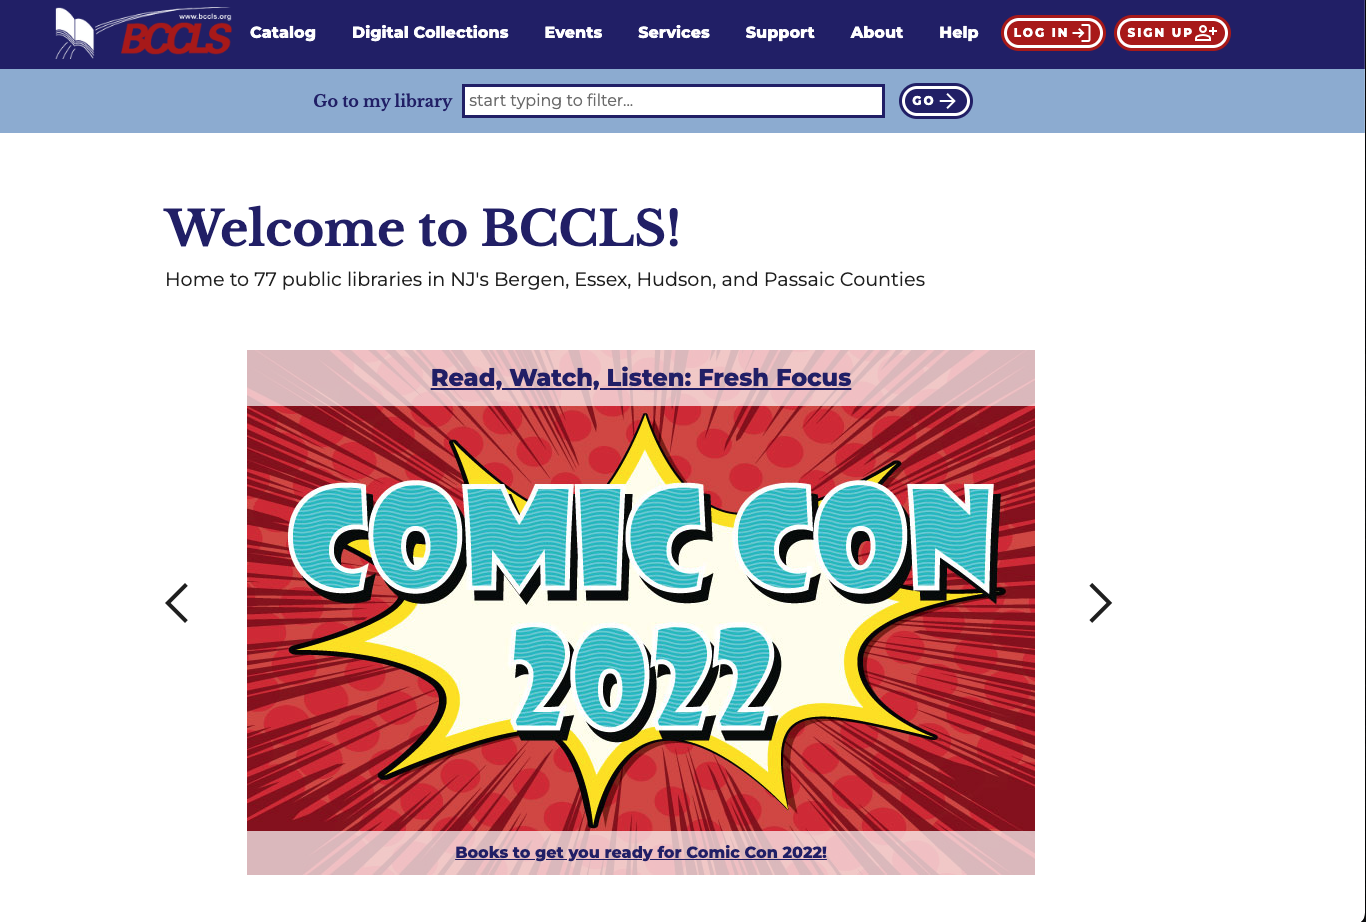 www.bccls.org
BCCLS
Catalog
Digital Collections
Events
Services
Support
About
Help
LOG IN
SIGN UP
Go to my library
start typing to filter...
GO
Welcome to BCCLS!
Home to 77 public libraries in NJ's Bergen, Essex, Hudson, and Passaic Counties
Read, Watch, Listen: Fresh Focus
COMIC CON
2022
Books to get you ready for Comic Con 2022!